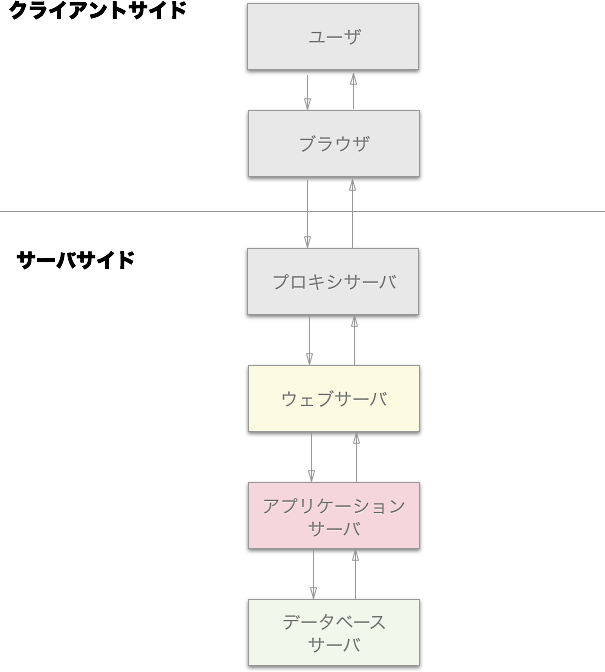 クライアントサイド
ユーザ
ブラウザ
サーバサイド
プロキシサーバ
ウェブサーバ
アプリケーション
サーバ
データベース
サーバ